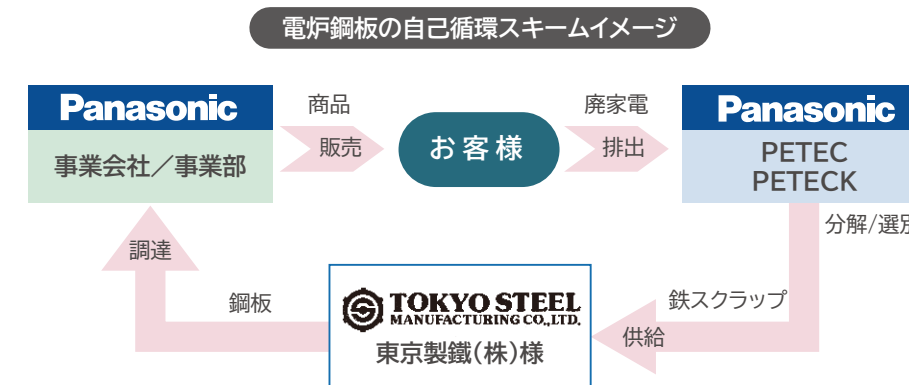 電炉鋼板の自己循環スキームイメージ
Panasonic
事業会社／事業部
商品
販売
お客様
廃家電
排出
Panasonic
PETEC
PETECK
分解/選別
調達
鋼板
TOKYO STEEL
MANUFACTURING CO.,LTD.
東京製鐵(株)様
鉄スクラップ
供給